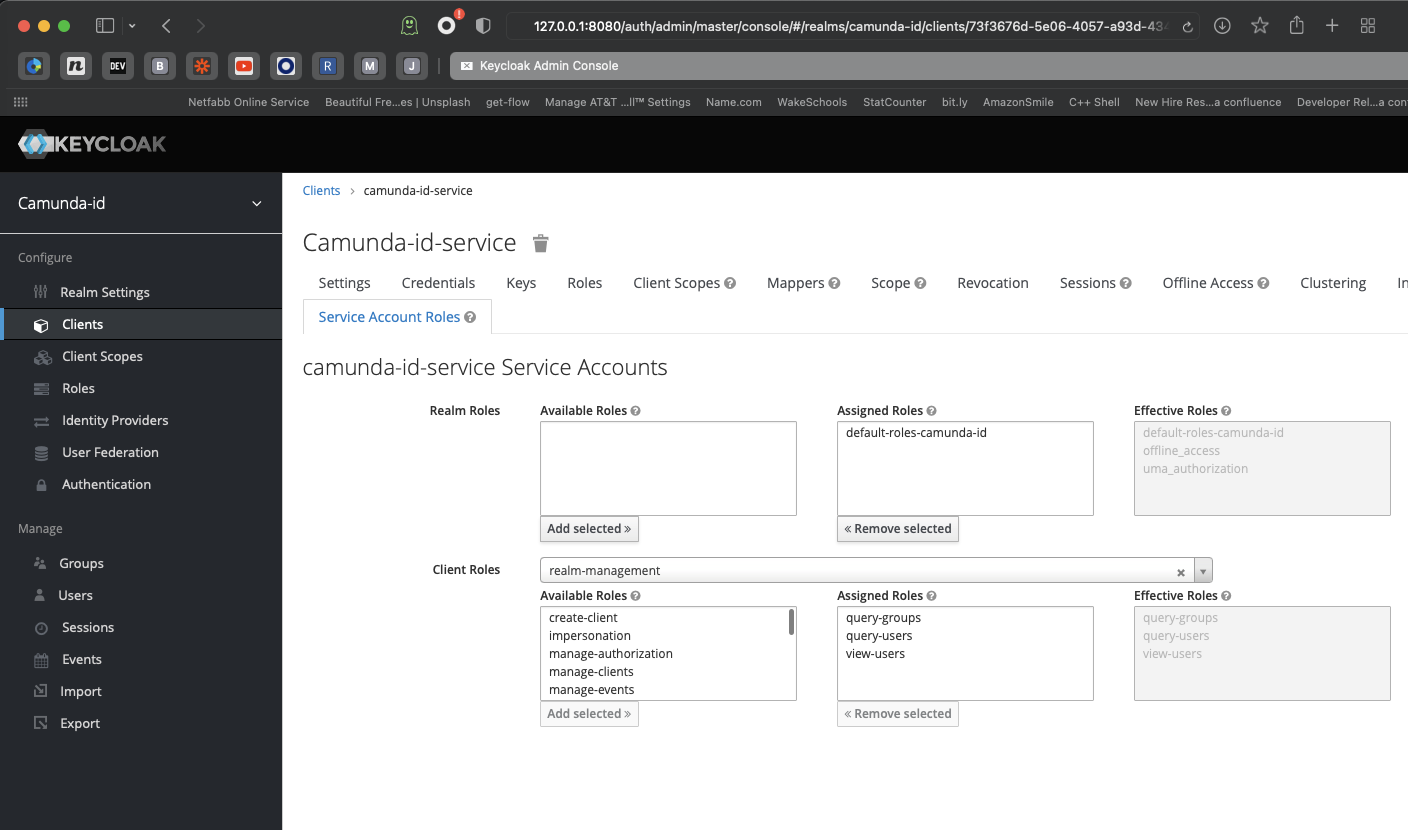 127.0.0.1:8080/auth/admin/master/console/#/realms/camunda-id/clients/73f3676d-5e06-4057-a93d-434
n DEV B R M J Keycloak Admin Console
Netfabb Online Service Beautiful Fre...es | Unsplash get-flow Manage AT&T ...ll™ Settings Name.com WakeSchools StatCounter bit.ly AmazonSmile C++ Shell New Hire Res...a confluence Developer Rel...a con
KEYCLOAK
Camunda-id
Configure
Realm Settings
Clients
Client Scopes
Roles
Identity Providers
User Federation
Authentication
Manage
Groups
Users
Sessions
Events
Import
Export
Clients > camunda-id-service
Camunda-id-service
Settings Credentials Keys Roles Client Scopes Mappers Scope Revocation Sessions Offline Access Clustering In
Service Account Roles
camunda-id-service Service Accounts
Realm Roles
Available Roles
Add selected »
Assigned Roles
default-roles-camunda-id
« Remove selected
Effective Roles
default-roles-camunda-id
offline_access
uma_authorization
Client Roles
realm-management
Available Roles
create-client
impersonation
manage-authorization
manage-clients
manage-events
Add selected »
Assigned Roles
query-groups
query-users
view-users
« Remove selected
Effective Roles
query-groups
query-users
view-users